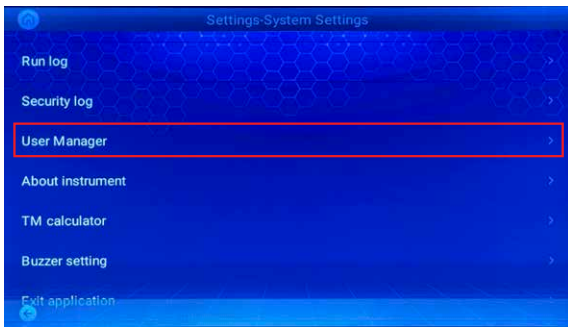 Settings-System Settings
Run log
Security log
User Manager
About instrument
TM calculator
Buzzer setting
Exit application